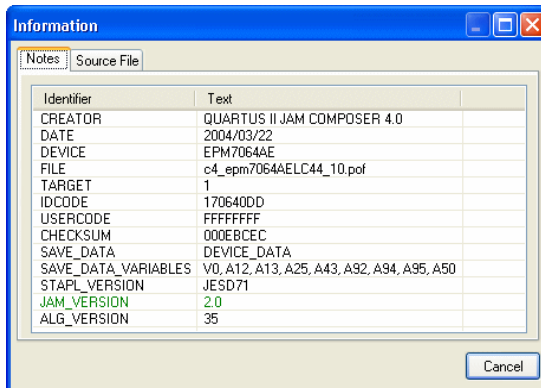 Information
Notes Source File
Identifier Text
CREATOR QUARTUS II JAM COMPOSER 4.0
DATE 2004/03/22
DEVICE EPM7064AE
FILE c4_epm7064AELC44_10.pof
TARGET 1
IDCODE 170640DD
USERCODE FFFFFFFF
CHECKSUM 000EBCEC
SAVE_DATA DEVICE_DATA
SAVE_DATA_VARIABLES V0, A12, A13, A25, A43, A92, A94, A95, A50
STAPL_VERSION JESD71
JAM_VERSION 2.0
ALG_VERSION 35
Cancel